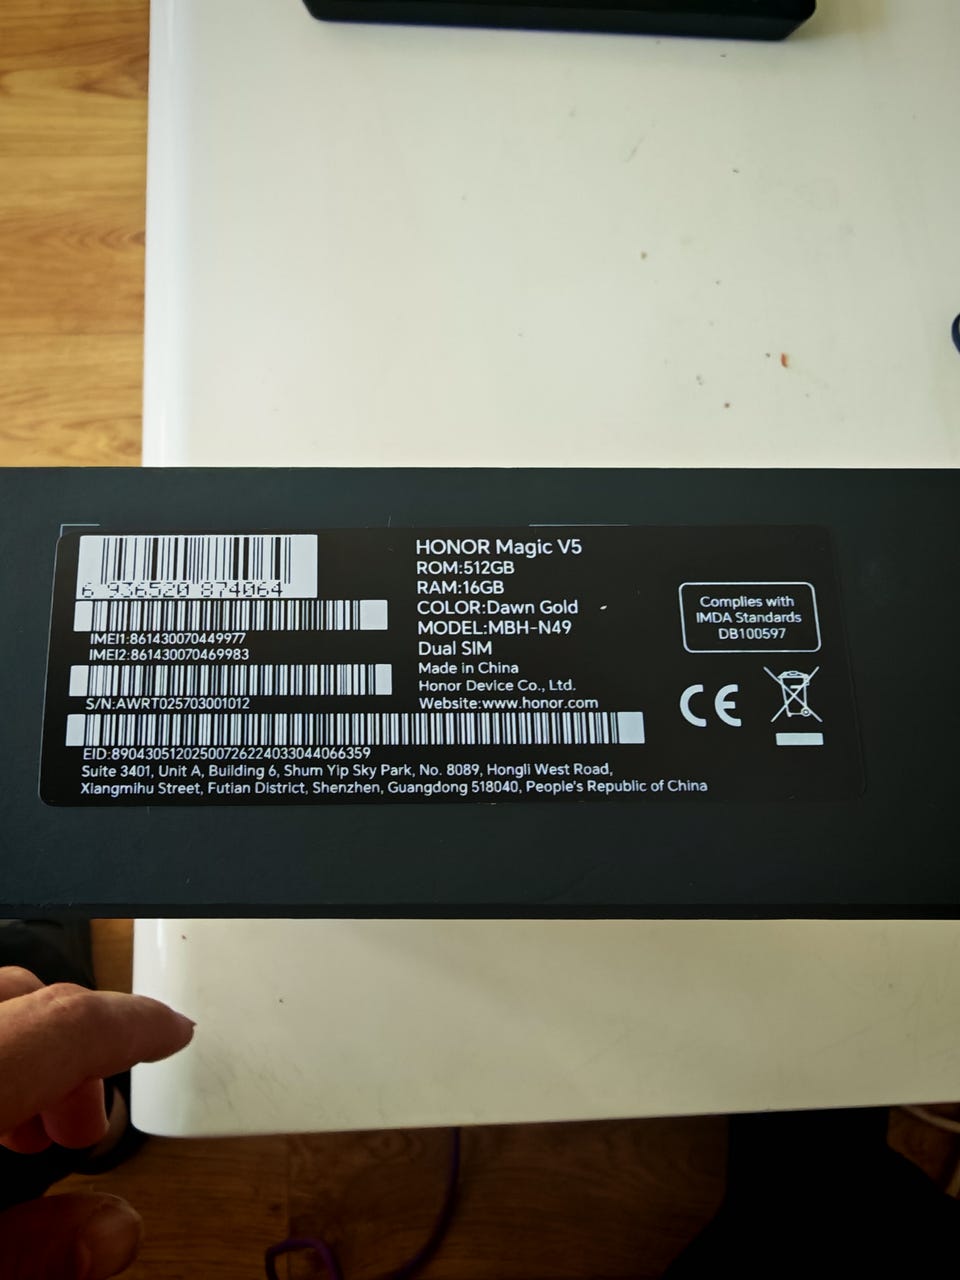 6 936520 874064
IMEI1:861430070449977
IMEI2:861430070469983
S/N:AWRT025703001012
EID:89043051202500726224033044066359
Suite 3401, Unit A, Building 6, Shum Yip Sky Park, No. 8089, Hongli West Road,
Xiangmihu Street, Futian District, Shenzhen, Guangdong 518040, People's Republic of China
HONOR Magic V5
ROM:512GB
RAM:16GB
COLOR:Dawn Gold
MODEL:MBH-N49
Dual SIM
Made in China
Honor Device Co., Ltd.
Website:www.honor.com
Complies with
IMDA Standards
DB100597
CE